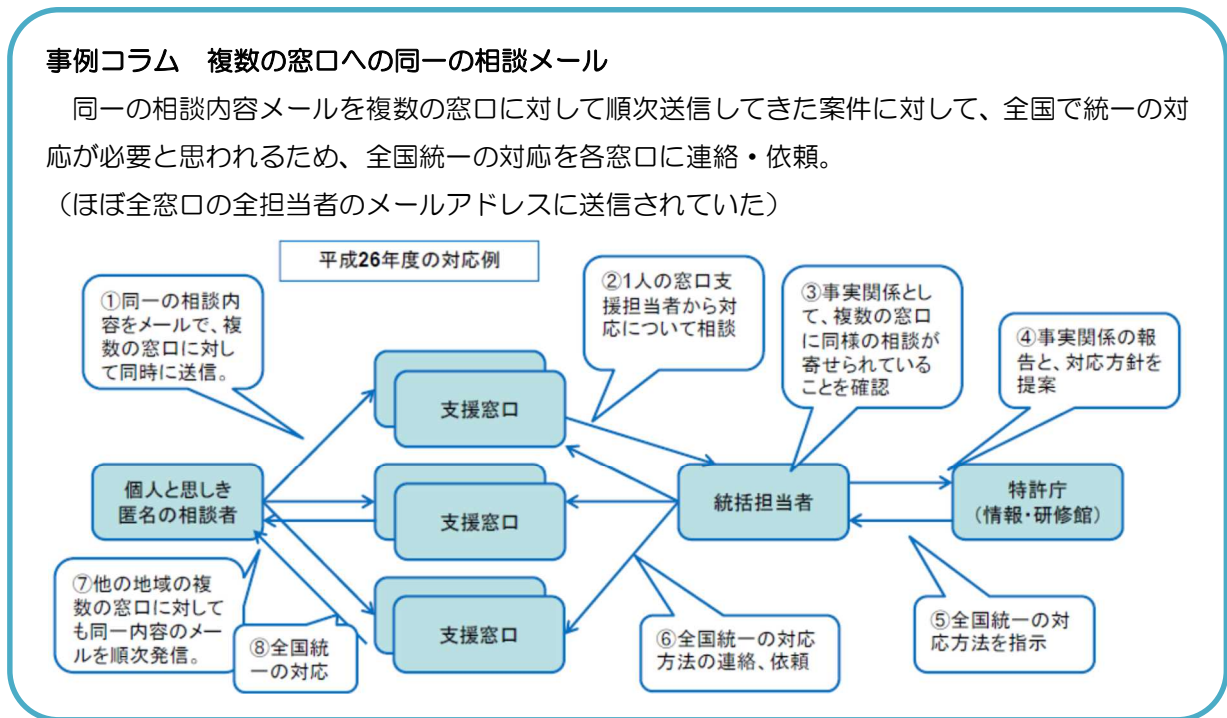 事例コラム　複数の窓口への同一の相談メール
　同一の相談内容メールを複数の窓口に対して順次送信してきた案件に対して、全国で統一の対
応が必要と思われるため、全国統一の対応を各窓口に連絡・依頼。
（ほぼ全窓口の全担当者のメールアドレスに送信されていた）
平成26年度の対応例
①同一の相談内
容をメールで、複
数の窓口に対し
て同時に送信。
②1人の窓口支
援担当者から対
応について相談
③事実関係とし
て、複数の窓口
に同様の相談が
寄せられている
ことを確認
④事実関係の報
告と、対応方針を
提案
支援窓口
個人と思しき
匿名の相談者
支援窓口
統括担当者
特許庁
（情報・研修館）
支援窓口
⑦他の地域の複
数の窓口に対して
も同一内容のメー
ルを順次発信。
⑧全国統
一の対応
⑥全国統一の対応
方法の連絡、依頼
⑤全国統一の対
応方法を指示